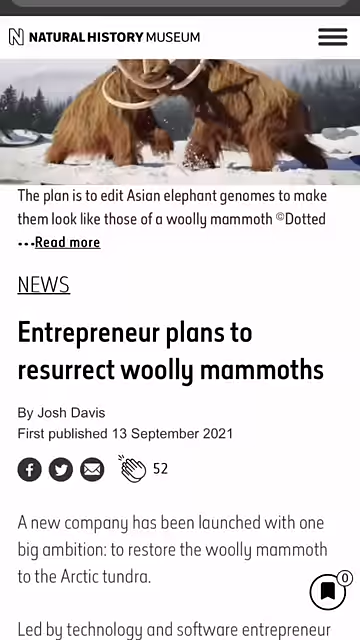 NATURAL HISTORY MUSEUM
The plan is to edit Asian elephant genomes to make
them look like those of a woolly mammoth ©Dotted
...Read more
NEWS
Entrepreneur plans to
resurrect woolly mammoths
By Josh Davis
First published 13 September 2021
52
A new company has been launched with one
big ambition: to restore the woolly mammoth
to the Arctic tundra.
0
Led by technology and software entrepreneur